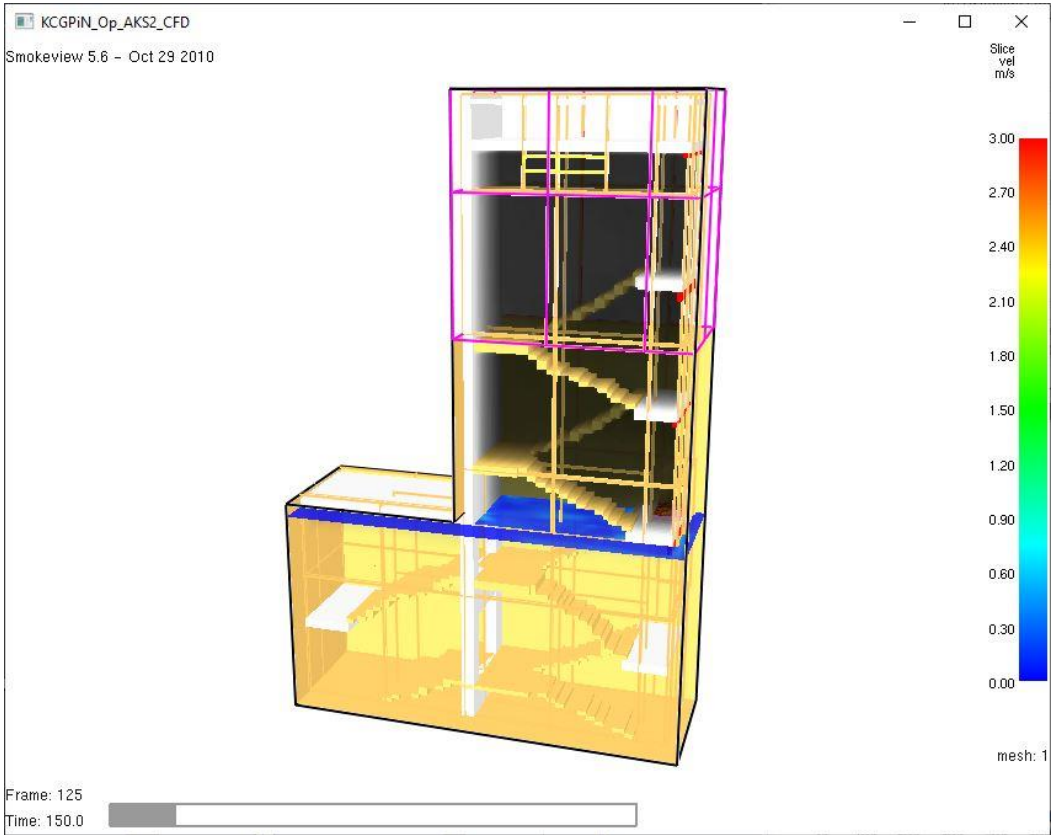 KCGPiN_Op_AKS2_CFD
Smokeview 5.6 - Oct 29 2010
Slice
vel
m/s
3.00
2.70
2.40
2.10
1.80
1.50
1.20
0.90
0.60
0.30
0.00
mesh: 1
Frame: 125
Time: 150.0